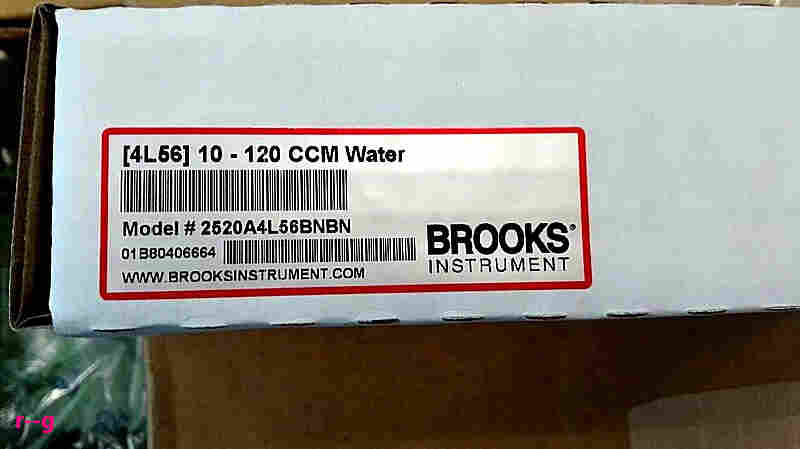 [4L56] 10 - 120 CCM Water
Model # 2520A4L56BNBN
01B80406664
WWW.BROOKSINSTRUMENT.COM
BROOKS®
INSTRUMENT
r-g